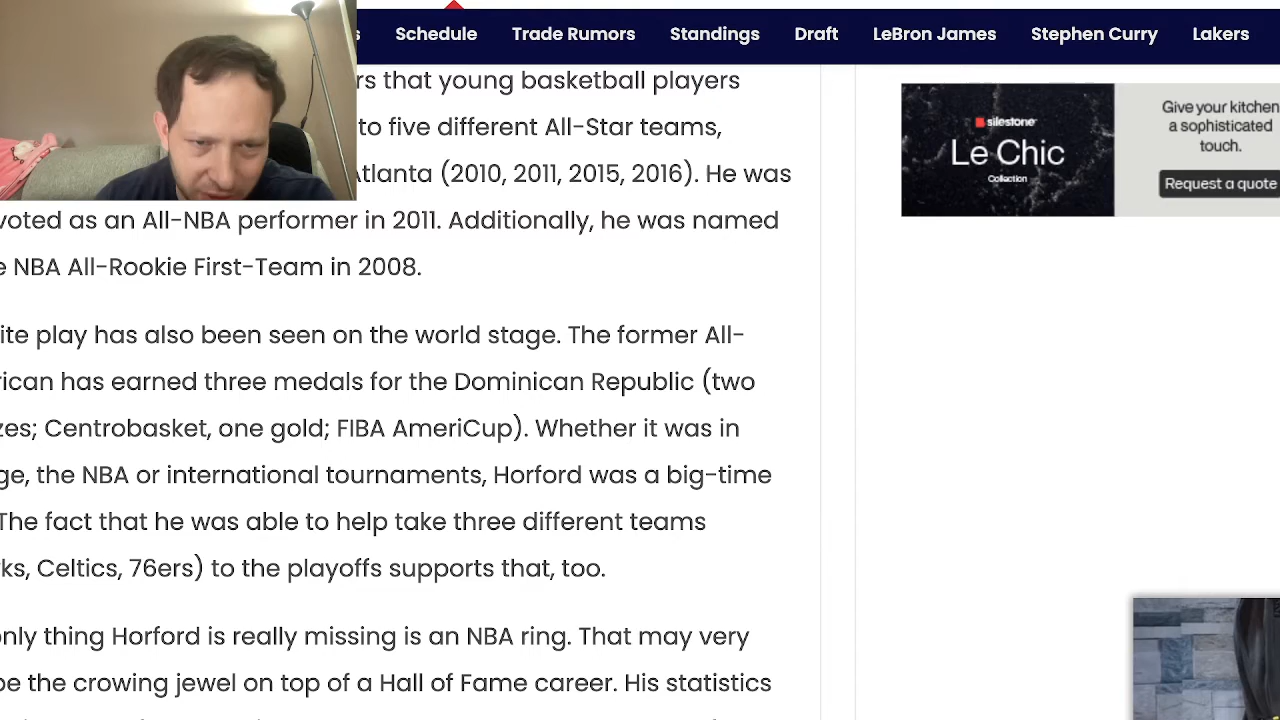 Schedule
Trade Rumors
Standings
Draft
LeBron James
Stephen Curry
Lakers
that young basketball players
to five different All-Star teams,
Atlanta (2010, 2011, 2015, 2016). He was
voted as an All-NBA performer in 2011. Additionally, he was named
NBA All-Rookie First-Team in 2008.
play has also been seen on the world stage. The former All-
has earned three medals for the Dominican Republic (two
Centrobasket, one gold; FIBA AmeriCup). Whether it was in
the NBA or international tournaments, Horford was a big-time
The fact that he was able to help take three different teams
Celtics, 76ers) to the playoffs supports that, too.
only thing Horford is really missing is an NBA ring. That may very
be the crowing jewel on top of a Hall of Fame career. His statistics
silestone
Le Chic
Collection
Give your kitchen
a sophisticated
touch.
Request a quote